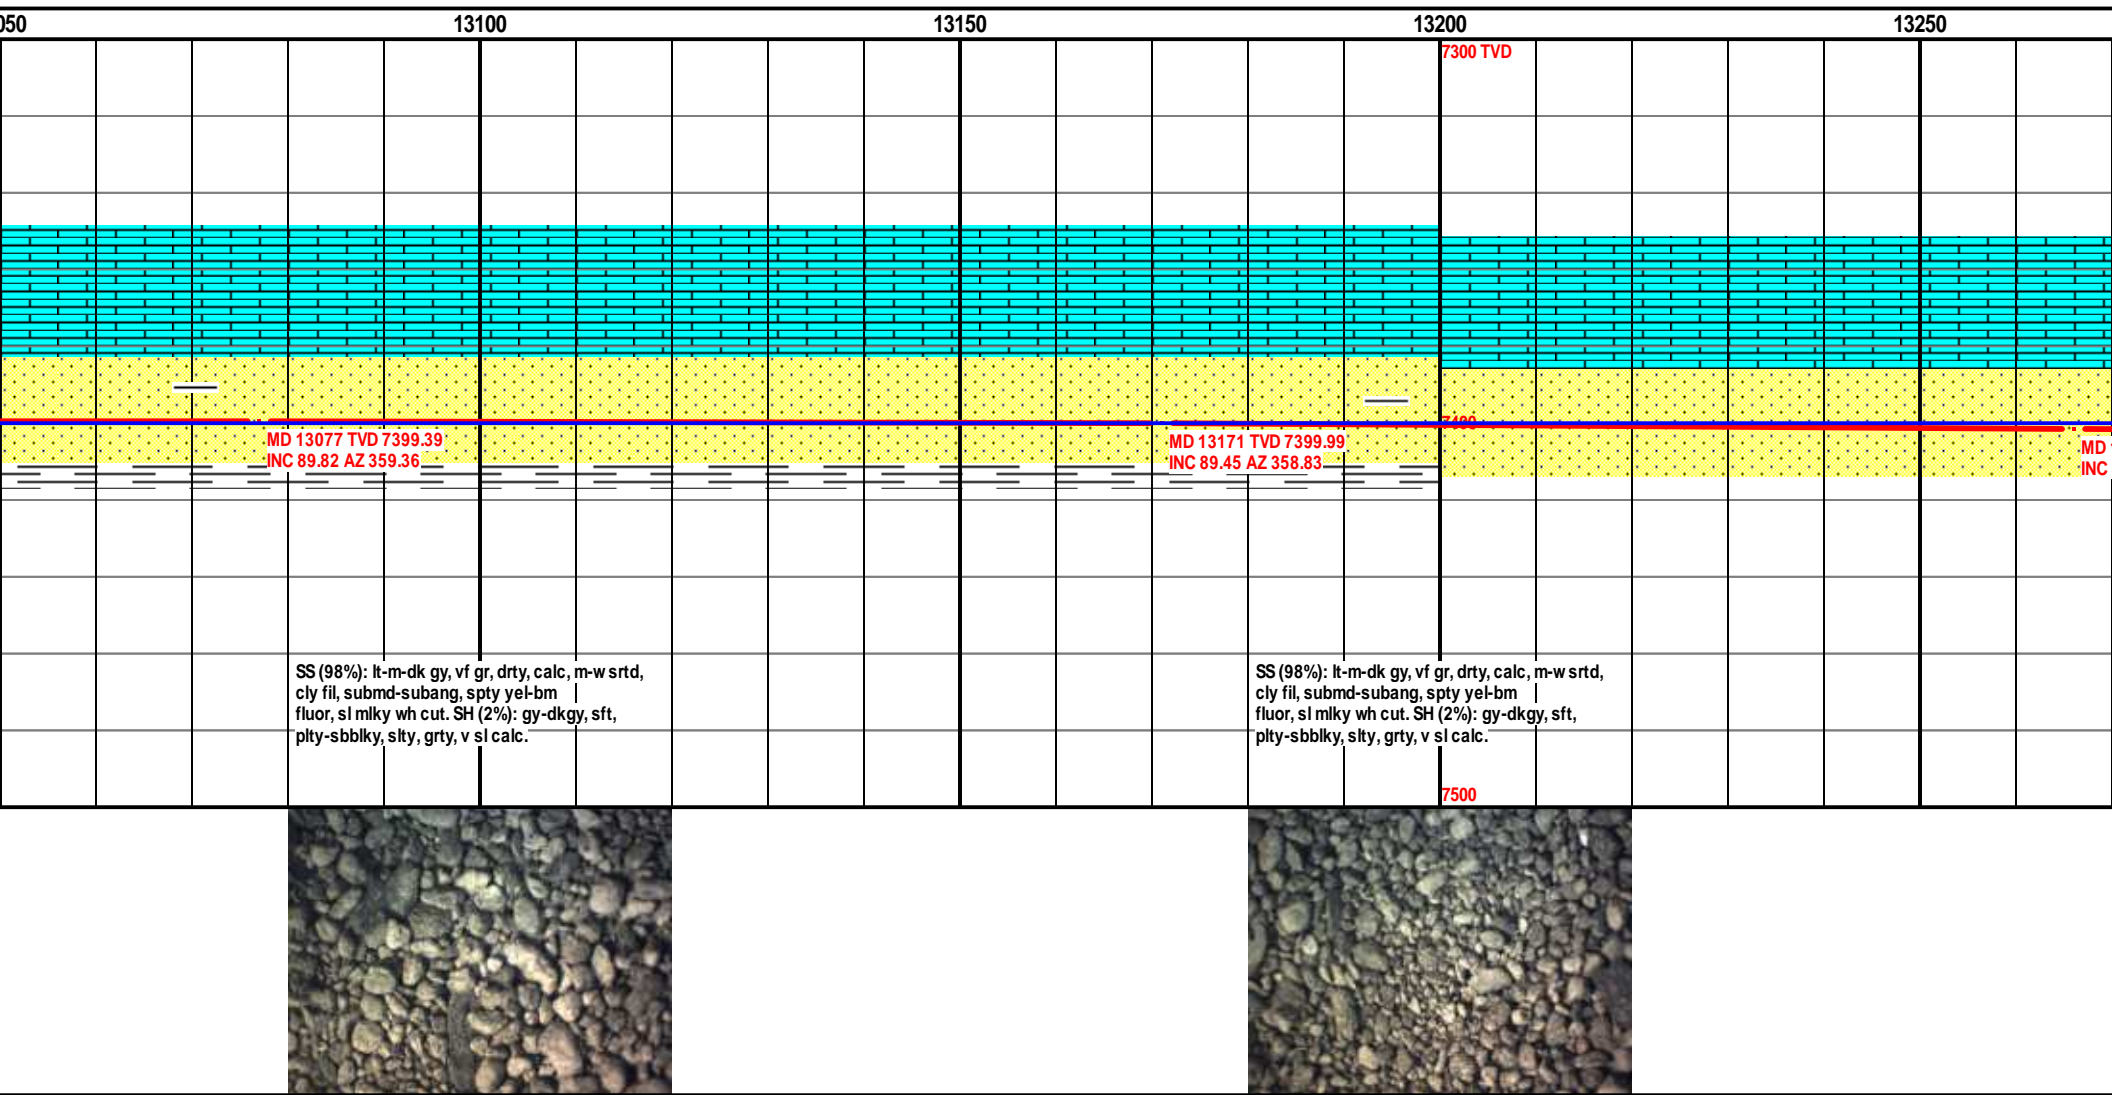 050 13100 13150 13200 13250
7300 TVD
7400
MD 13077 TVD 7399.39
INC 89.82 AZ 359.36
MD 13171 TVD 7399.99
INC 89.45 AZ 358.83
MD
INC
SS (98%): lt-m-dk gy, vf gr, drty, calc, m-w srtd,
cly fil, submd-subang, spty yel-bm
fluor, sl mlky wh cut. SH (2%): gy-dkgy, sft,
plty-sbblky, slty, grty, v sl calc.
SS (98%): lt-m-dk gy, vf gr, drty, calc, m-w srtd,
cly fil, submd-subang, spty yel-bm
fluor, sl mlky wh cut. SH (2%): gy-dkgy, sft,
plty-sbblky, slty, grty, v sl calc.
7500